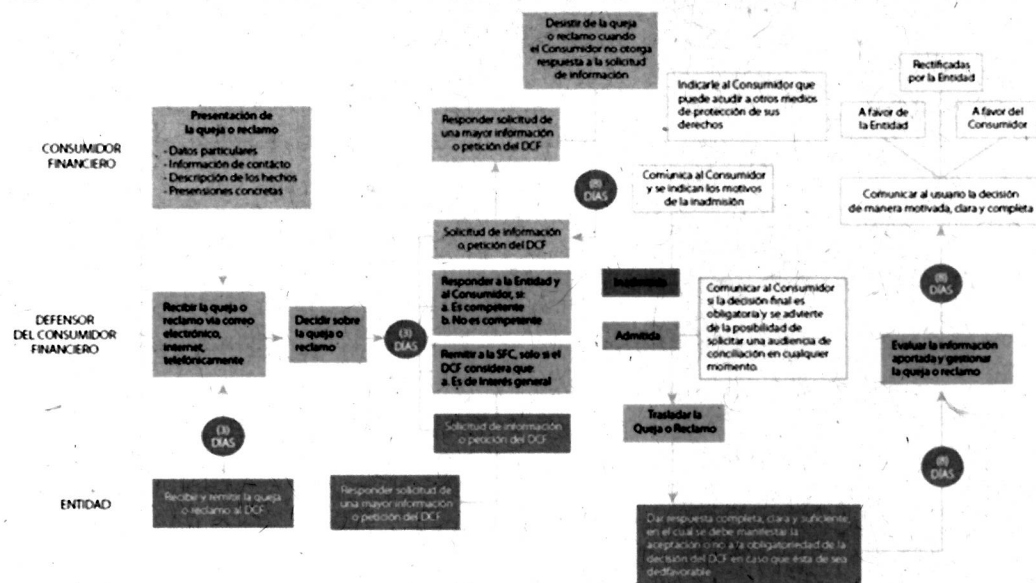 Desistir de la queja
o reclamo cuando
el Consumidor no otorga
respuesta a la solicitud
de información
Rectificadas
por la Entidad
Indicarle al Consumidor que
puede acudir a otros medios
de protección de sus
derechos
A favor de
la Entidad
A favor del
Consumidor
CONSUMIDOR
FINANCIERO
Presentación de
la queja o reclamo
- Datos particulares
- Información de contácto
- Descripción de los hechos
- Presensiones concretas
Responder solicitud de
una mayor información
o petición del DCF
(8)
DÍAS
Comunica al Consumidor
y se indican los motivos
de la inadmisión
Comunicar al usuario la decisión
de manera motivada, clara y completa
Solicitud de información
o petición del DCF
DEFENSOR
DEL CONSUMIDOR
FINANCIERO
Recibir la queja o
reclamo via correo
electrónico,
internet,
telefónicamente
Decidir sobre
la queja o
reclamo
(3)
DÍAS
Responder a la Entidad y
al Consumidor, si:
a. Es competente
b. No es competente
Remitir a la SFC, solo si el
DCF considera que:
a. Es de Interés general
Solicitud de información
o petición del DCF
Inadmitida
Admitida
Comunicar al Consumidor
si la decisión final es
obligatoria y se advierte
de la posibilidad de
solicitar una audiencia de
conciliación en cualquier
momento.
Trasladar la
Queja o Reclamo
(8)
DÍAS
Evaluar la información
aportada y gestionar
la queja o reclamo
(8)
DÍAS
ENTIDAD
(3)
DÍAS
Recibir y remitir la queja
o reclamo al DCF
Responder solicitud de
una mayor información
o petición del DCF
Dar respuesta completa, clara y suficiente,
en el cual se debe manifestar la
aceptación o no a la obligatoriedad de la
decisión del DCF en caso que ésta de sea
dedfavorable